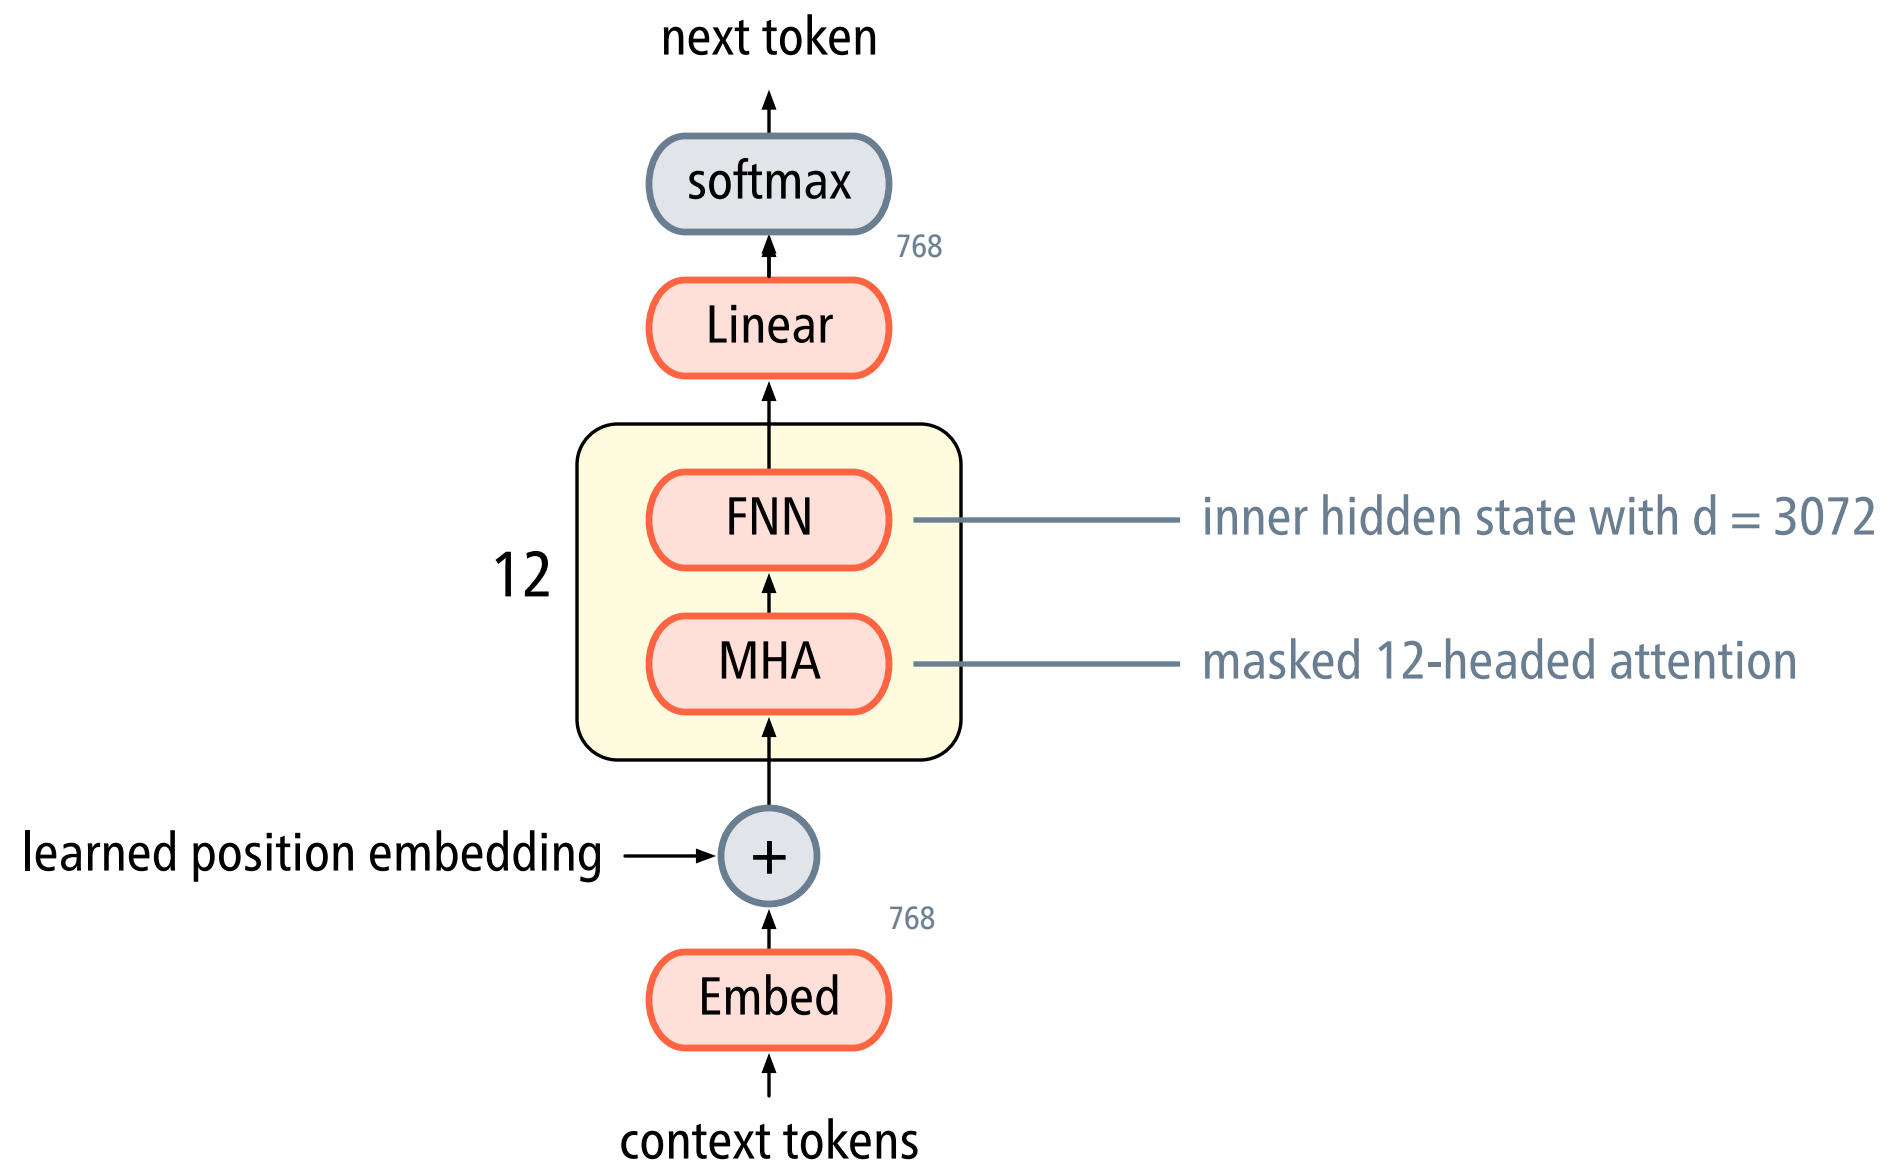 next token
softmax
768
Linear
FNN
inner hidden state with d = 3072
12
MHA
masked 12-headed attention
learned position embedding
+
768
Embed
context tokens